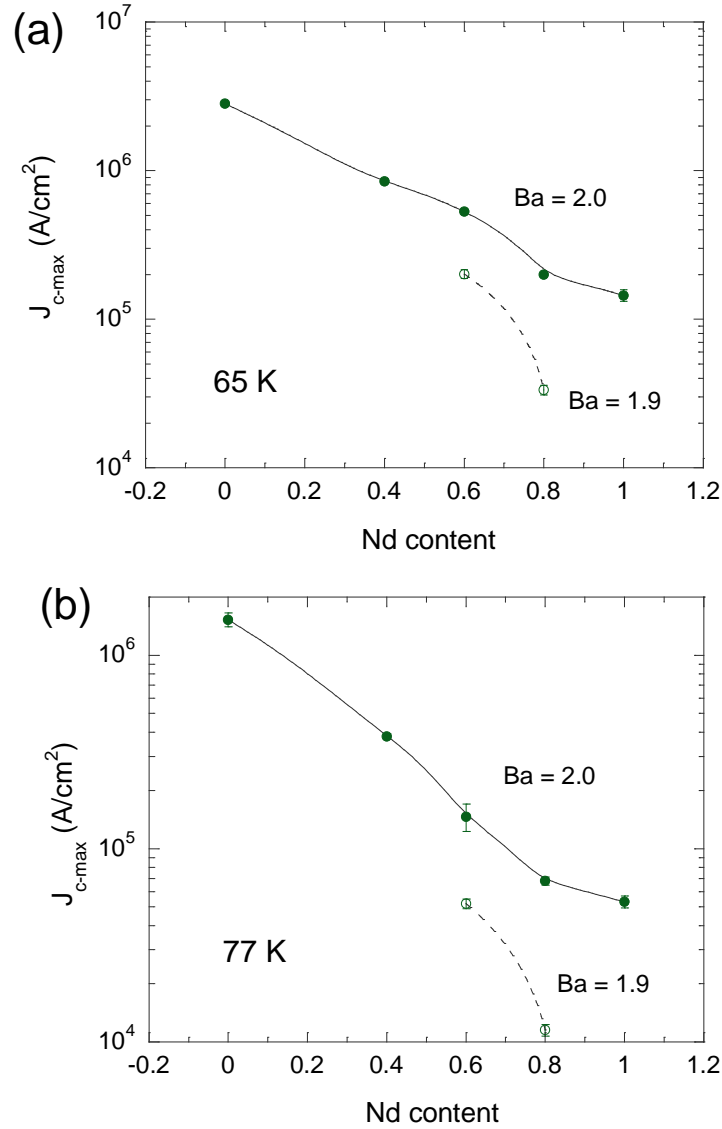 (a)
10^7
10^6
10^5
10^4
J_{c-max} (A/cm^2)
Ba = 2.0
Ba = 1.9
65 K
-0.2 0 0.2 0.4 0.6 0.8 1 1.2
Nd content
(b)
10^6
10^5
10^4
J_{c-max} (A/cm^2)
Ba = 2.0
Ba = 1.9
77 K
-0.2 0 0.2 0.4 0.6 0.8 1 1.2
Nd content